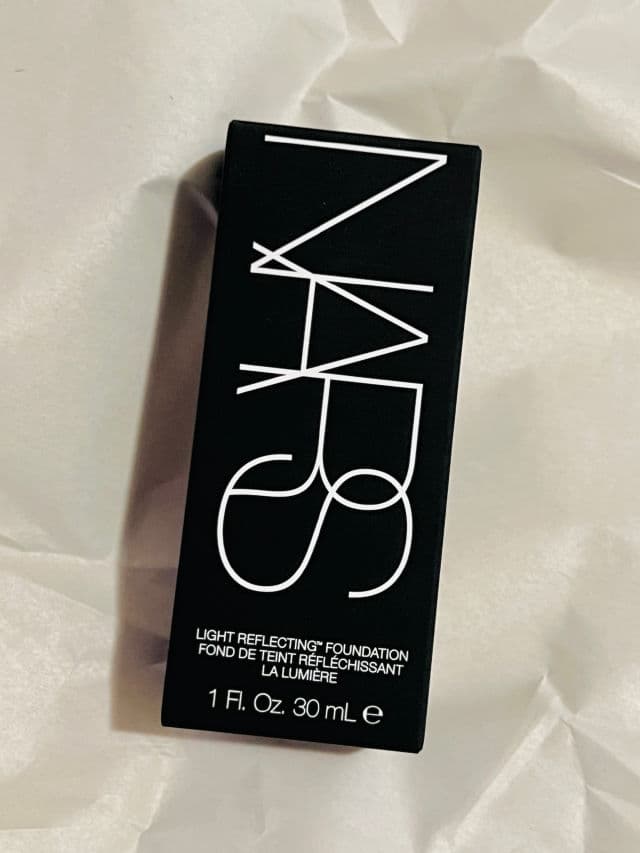 NARS
LIGHT REFLECTING™ FOUNDATION
FOND DE TEINT RÉFLÉCHISSANT
LA LUMIÈRE
1 Fl. Oz. 30 mL ℮